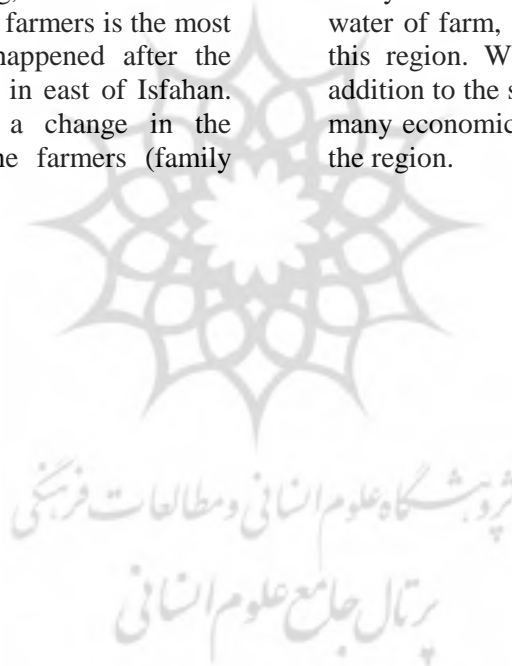 farmers is the most
happened after the
in east of Isfahan.
a change in the
farmers (family
water of farm,
this region. W
addition to the s
many economic
the region.
پژوهشگاه علوم انسانی و مطالعات فرهنگی
پرتال جامع علوم انسانی